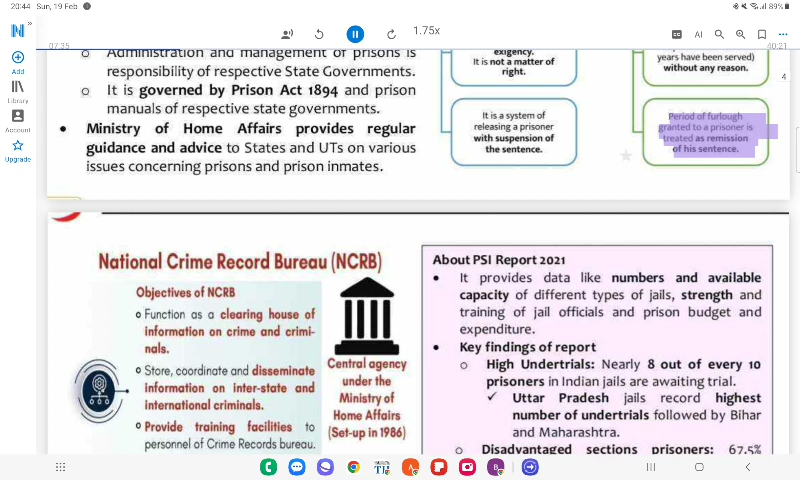 20:44 Sun, 19 Feb
89%
1.75x
AI
07:35
40:21
Add
Library
Account
Upgrade
o Administration and management of prisons is
responsibility of respective State Governments.
o It is governed by Prison Act 1894 and prison
manuals of respective state governments.
• Ministry of Home Affairs provides regular
guidance and advice to States and UTs on various
issues concerning prisons and prison inmates.
exigency.
It is not a matter of
right.
It is a system of
releasing a prisoner
with suspension of
the sentence.
years have been served)
without any reason.
Period of furlough
granted to a prisoner is
treated as remission
of his sentence.
4
National Crime Record Bureau (NCRB)
Objectives of NCRB
o Function as a clearing house of
information on crime and crimi-
nals.
o Store, coordinate and disseminate
information on inter-state and
international criminals.
o Provide training facilities to
personnel of Crime Records bureau.
Central agency
under the
Ministry of
Home Affairs
(Set-up in 1986)
About PSI Report 2021
• It provides data like numbers and available
capacity of different types of jails, strength and
training of jail officials and prison budget and
expenditure.
• Key findings of report
o High Undertrials: Nearly 8 out of every 10
prisoners in Indian jails are awaiting trial.
✓ Uttar Pradesh jails record highest
number of undertrials followed by Bihar
and Maharashtra.
o Disadvantaged sections prisoners: 67.5%